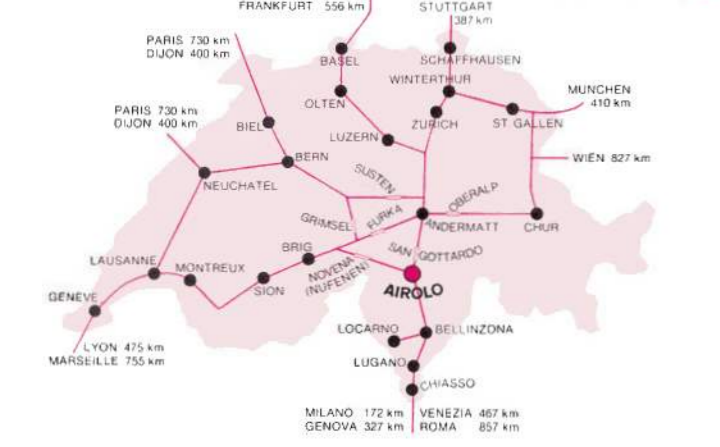 FRANKFURT 556 km
STUTTGART
387 km
PARIS 730 km
DIJON 400 km
BASEL
SCHAFFHAUSEN
WINTERTHUR
MUNCHEN
410 km
OLTEN
PARIS 730 km
DIJON 400 km
BIEL
LUZERN
ZURICH
ST GALLEN
BERN
WIEN 827 km
NEUCHATEL
SUSTEN
OBERALP
GRIMSEL
FURKA
ANDERMATT
CHUR
BRIG
SAN GOTTARDO
LAUSANNE
MONTREUX
SION
NOVENA
(NUFENEN)
AIROLO
GENEVE
LOCARNO
BELLINZONA
LYON 475 km
MARSEILLE 755 km
LUGANO
CHIASSO
MILANO 172 km
GENOVA 327 km
VENEZIA 467 km
ROMA 857 km